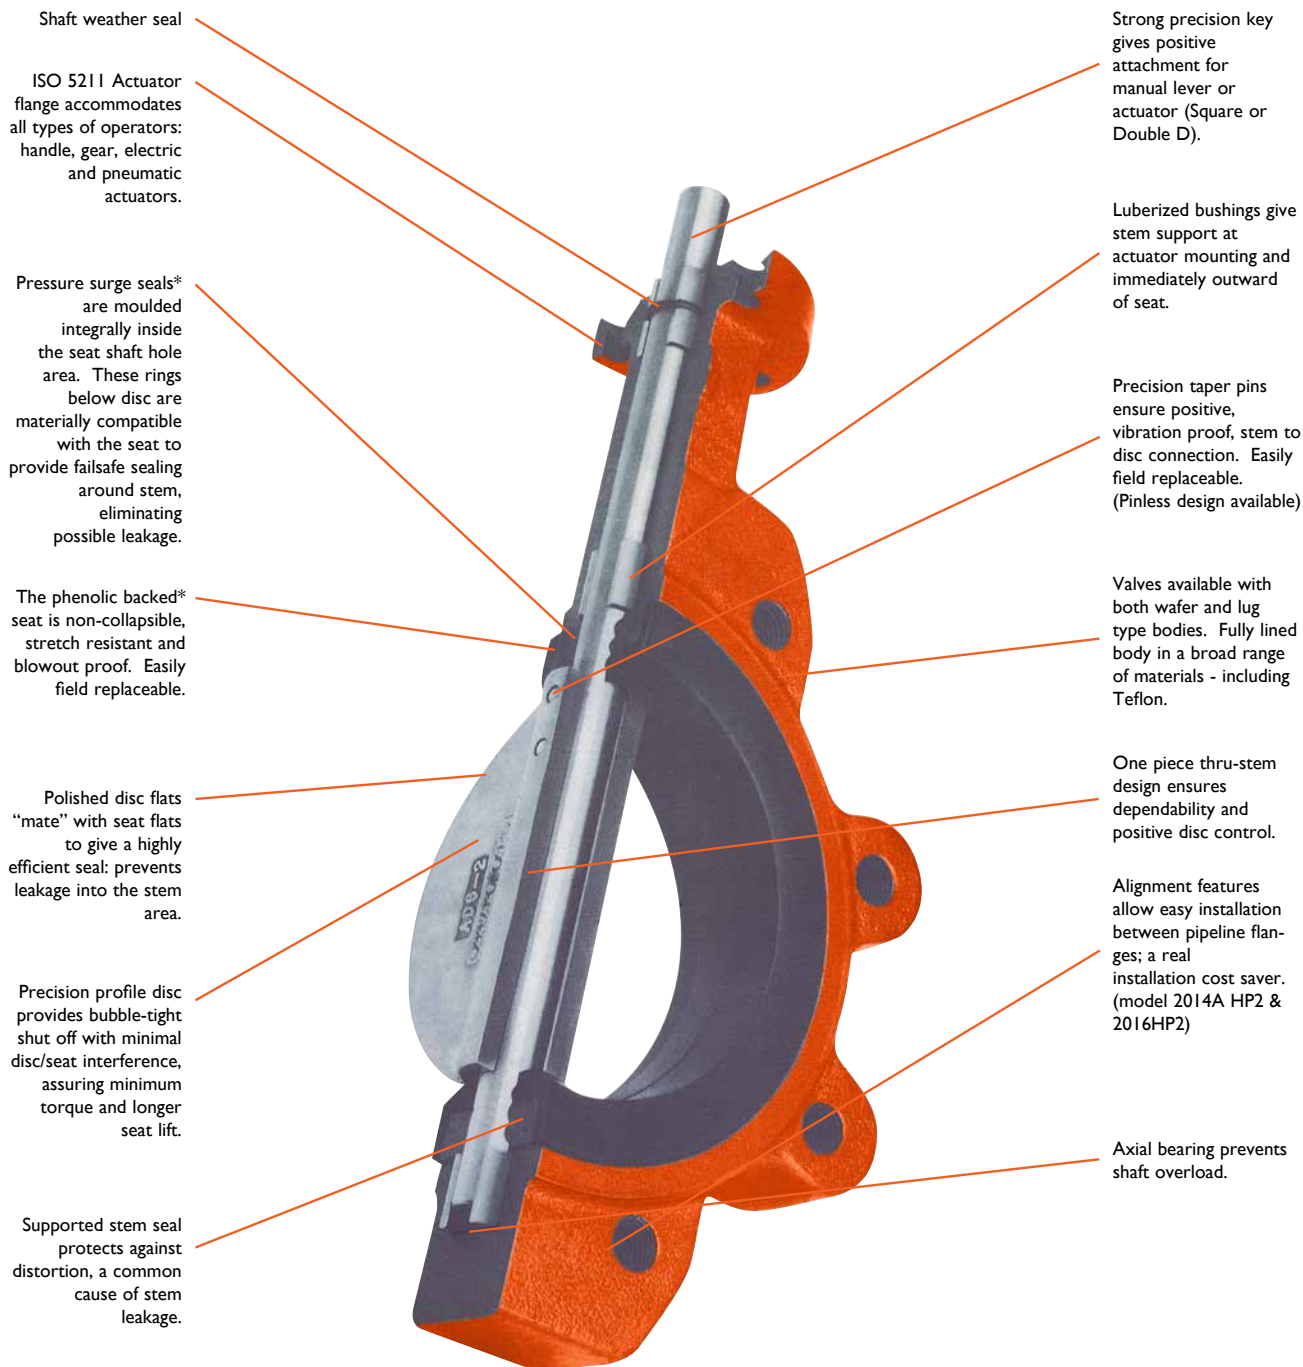 Shaft weather seal
ISO 5211 Actuator
flange accommodates
all types of operators:
handle, gear, electric
and pneumatic
actuators.
Pressure surge seals*
are moulded
integrally inside
the seat shaft hole
area. These rings
below disc are
materially compatible
with the seat to
provide failsafe sealing
around stem,
eliminating
possible leakage.
The phenolic backed*
seat is non-collapsible,
stretch resistant and
blowout proof. Easily
field replaceable.
Polished disc flats
“mate” with seat flats
to give a highly
efficient seal: prevents
leakage into the stem
area.
Precision profile disc
provides bubble-tight
shut off with minimal
disc/seat interference,
assuring minimum
torque and longer
seat lift.
Supported stem seal
protects against
distortion, a common
cause of stem
leakage.
Strong precision key
gives positive
attachment for
manual lever or
actuator (Square or
Double D).
Luberized bushings give
stem support at
actuator mounting and
immediately outward
of seat.
Precision taper pins
ensure positive,
vibration proof, stem to
disc connection. Easily
field replaceable.
(Pinless design available)
Valves available with
both wafer and lug
type bodies. Fully lined
body in a broad range
of materials - including
Teflon.
One piece thru-stem
design ensures
dependability and
positive disc control.
Alignment features
allow easy installation
between pipeline flan-
ges; a real
installation cost saver.
(model 2014A HP2 &
2016HP2)
Axial bearing prevents
shaft overload.